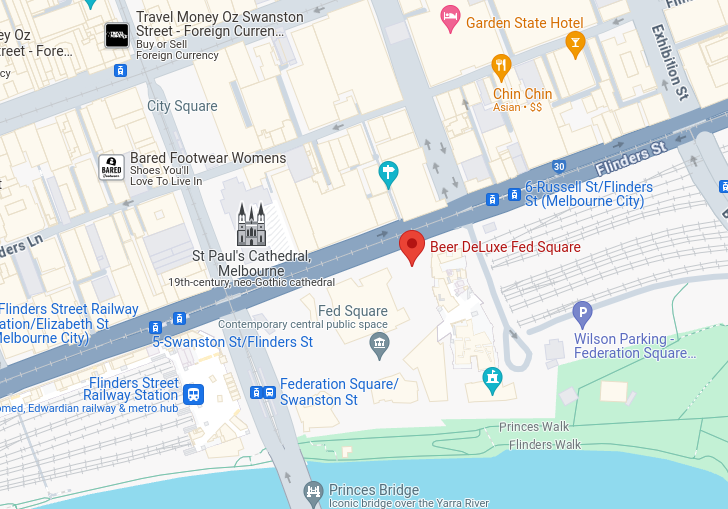 Travel Money Oz Swanston
Street - Foreign Curren...
Buy or Sell
Foreign Currency
ey Oz
treet - Fore...
cy
Garden State Hotel
Flin
Exhibition St
Chin Chin
Asian • $$
City Square
Bared Footwear Womens
Shoes You'll
Love To Live In
BARED
Footwear
30
Flinders St
6-Russell St/Flinders
St (Melbourne City)
ders Ln
St Paul's Cathedral,
Melbourne
19th-century, neo-Gothic cathedral
Beer DeLuxe Fed Square
Flinders Street Railway
ation/Elizabeth St
elbourne City)
5-Swanston St/Flinders St
Fed Square
Contemporary central public space
P
Wilson Parking
Federation Square...
Flinders Street
Railway Station
omed, Edwardian railway & metro hub
Federation Square/
Swanston St
Princes Walk
Flinders Walk
Princes Bridge
Iconic bridge over the Yarra River